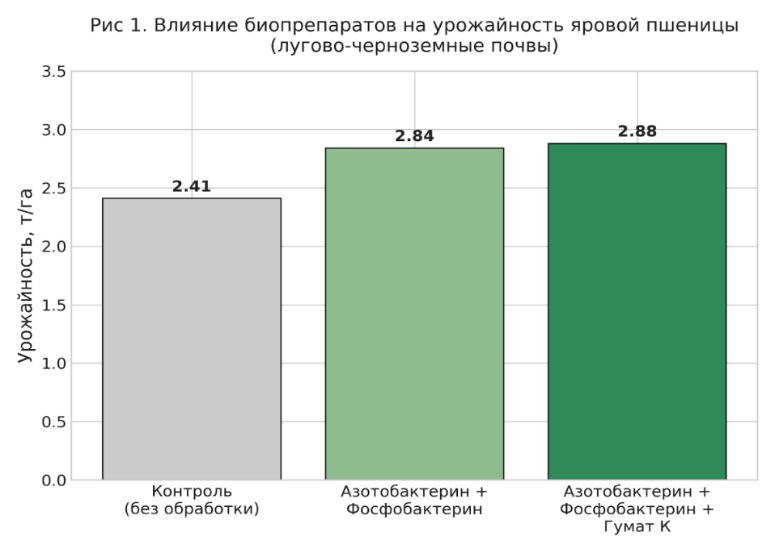 Рис 1. Влияние биопрепаратов на урожайность яровой пшеницы
(лугово-черноземные почвы)
Урожайность, т/га
3.5
3.0
2.5
2.0
1.5
1.0
0.5
0.0
2.41
2.84
2.88
Контроль
(без обработки)
Азотобактерин +
Фосфобактерин
Азотобактерин +
Фосфобактерин +
Гумат К